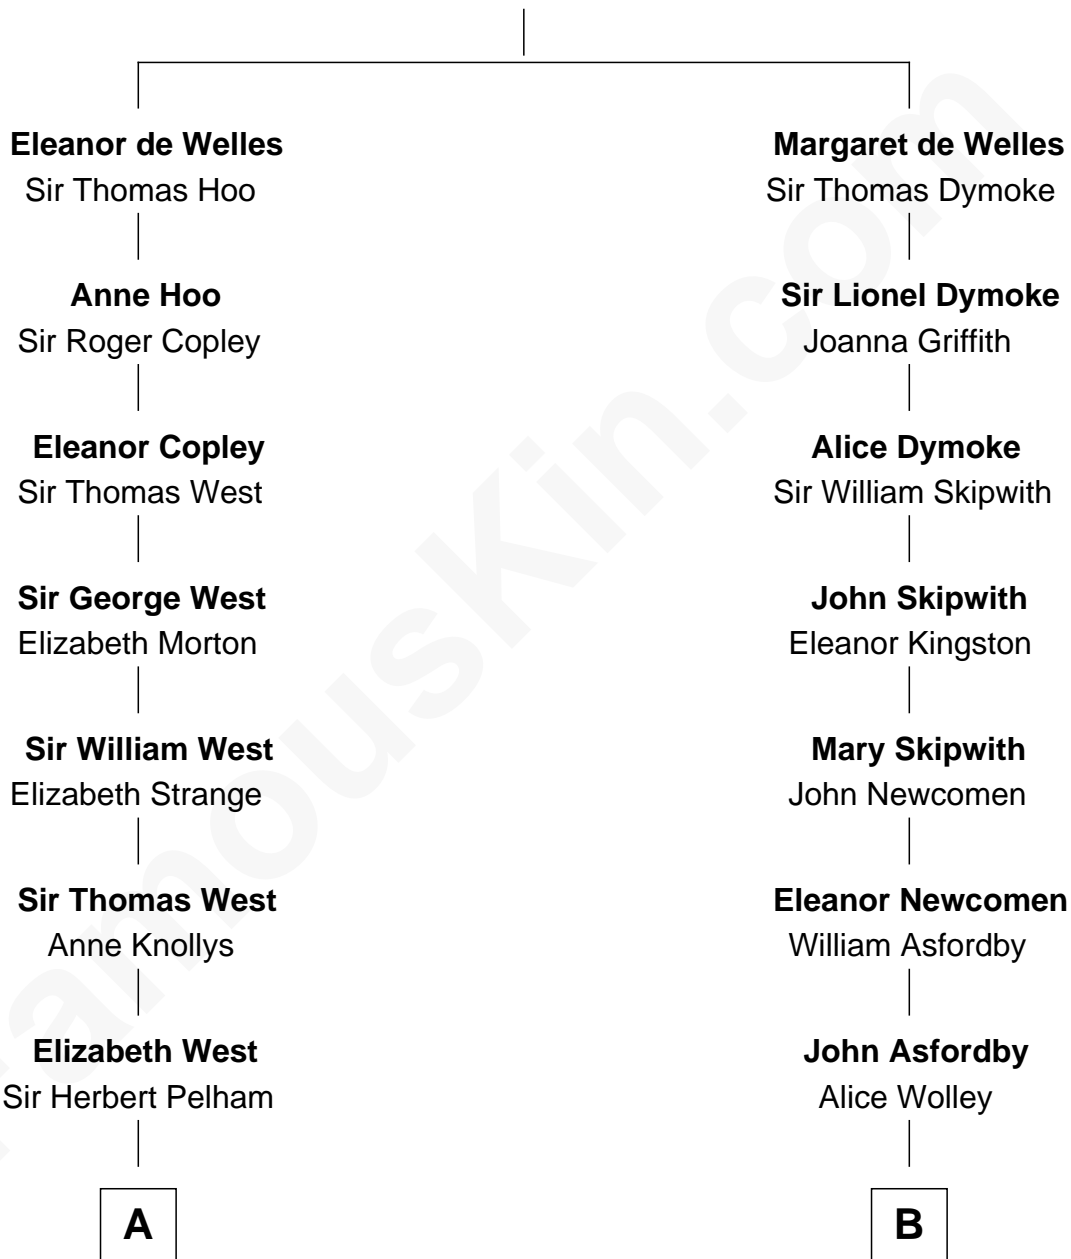 Eleanor de Welles
Sir Thomas Hoo
Margaret de Welles
Sir Thomas Dymoke
Anne Hoo
Sir Roger Copley
Sir Lionel Dymoke
Joanna Griffith
Eleanor Copley
Sir Thomas West
Alice Dymoke
Sir William Skipwith
Sir George West
Elizabeth Morton
John Skipwith
Eleanor Kingston
Sir William West
Elizabeth Strange
Mary Skipwith
John Newcomen
Sir Thomas West
Anne Knollys
Eleanor Newcomen
William Asfordby
Elizabeth West
Sir Herbert Pelham
John Asfordby
Alice Wolley
A
B
FamousKin.com